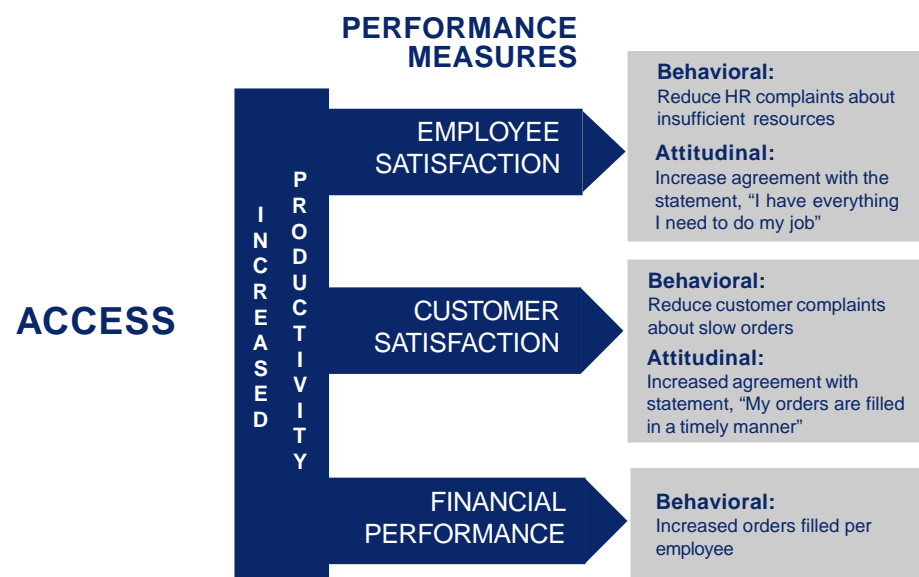 PERFORMANCE
MEASURES
ACCESS
INCREASED
PRODUCTIVITY
EMPLOYEE
SATISFACTION
Behavioral:
Reduce HR complaints about
insufficient resources
Attitudinal:
Increase agreement with the
statement, “I have everything
I need to do my job”
CUSTOMER
SATISFACTION
Behavioral:
Reduce customer complaints
about slow orders
Attitudinal:
Increased agreement with
statement, “My orders are filled
in a timely manner”
FINANCIAL
PERFORMANCE
Behavioral:
Increased orders filled per
employee